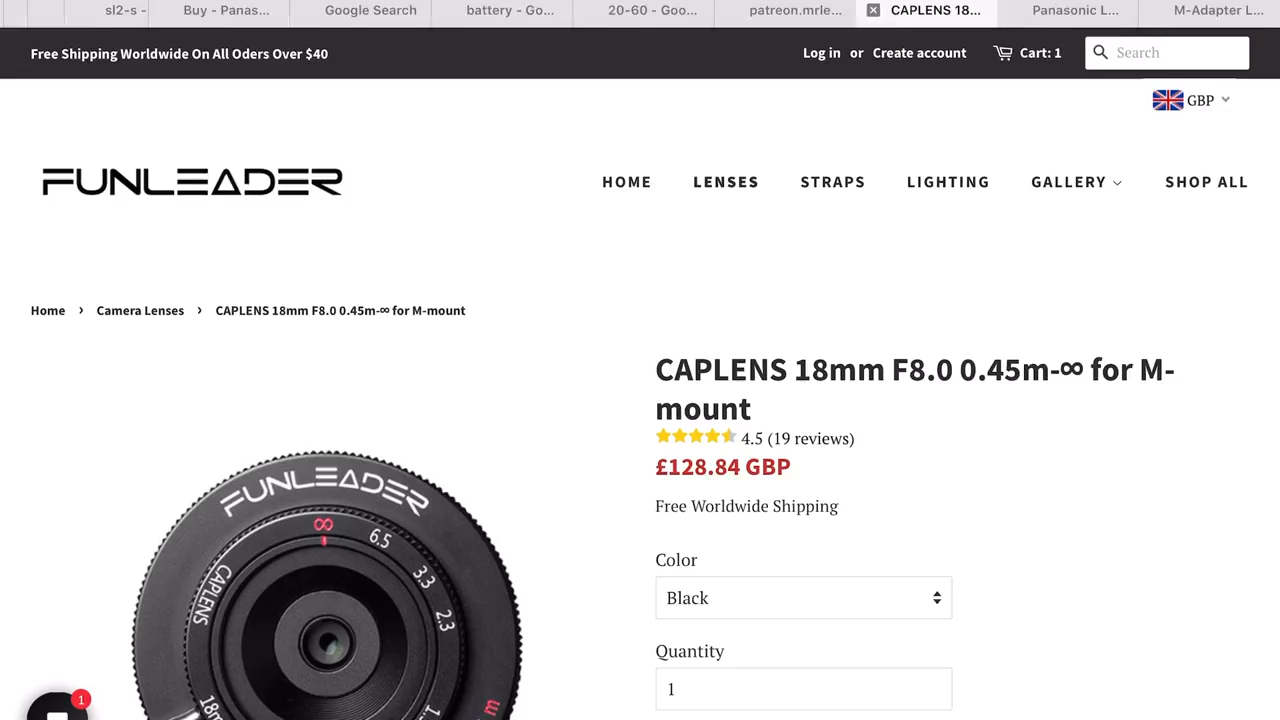 sl2-s -
Buy - Panas...
Google Search
battery - Go...
20-60 - Goo...
patreon.mrle...
CAPLENS 18...
Panasonic L...
M-Adapter L...
Free Shipping Worldwide On All Oders Over $40
Log in or Create account
Cart: 1
Search
GBP
FUNLEADER
HOME
LENSES
STRAPS
LIGHTING
GALLERY
SHOP ALL
Home › Camera Lenses › CAPLENS 18mm F8.0 0.45m-∞ for M-mount
CAPLENS 18mm F8.0 0.45m-∞ for M-
mount
4.5 (19 reviews)
£128.84 GBP
Free Worldwide Shipping
Color
Black
Quantity
1
FUNLEADER
∞
6.5
3.3
2.3
CAPLENS
m
1